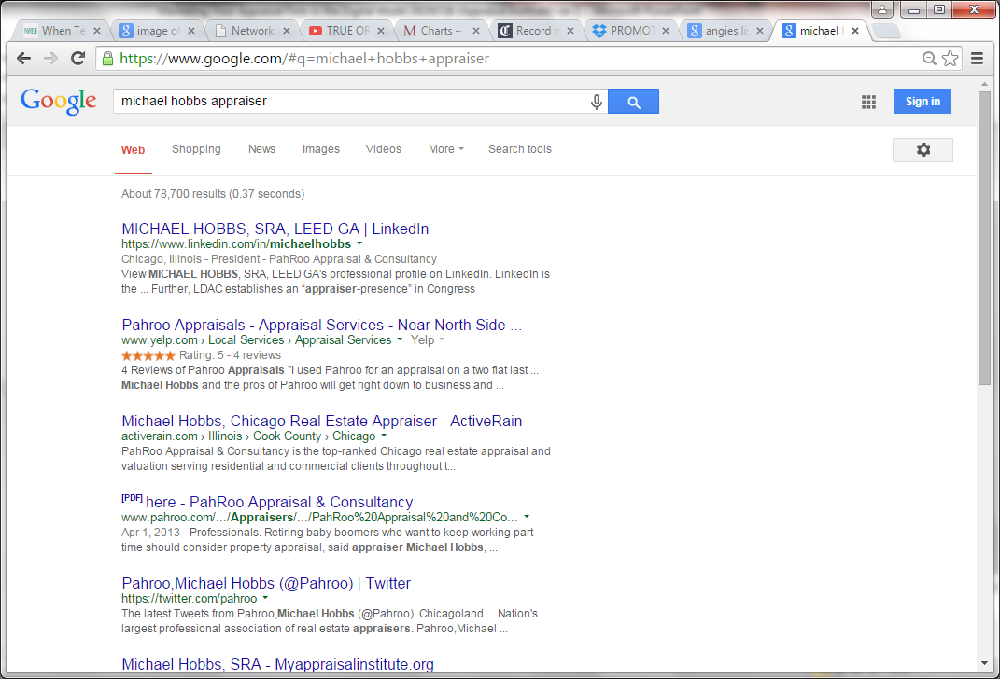 When Te
image of
Network
TRUE OR
Charts –
Record n
PROMOT
angies lis
michael h
https://www.google.com/#q=michael+hobbs+appraiser
Google
michael hobbs appraiser
Sign in
Web Shopping News Images Videos More Search tools
About 78,700 results (0.37 seconds)
MICHAEL HOBBS, SRA, LEED GA | LinkedIn
https://www.linkedin.com/in/michaelhobbs
Chicago, Illinois - President - PahRoo Appraisal & Consultancy
View MICHAEL HOBBS, SRA, LEED GA's professional profile on LinkedIn. LinkedIn is
the ... Further, LDAC establishes an “appraiser-presence” in Congress
Pahroo Appraisals - Appraisal Services - Near North Side ...
www.yelp.com › Local Services › Appraisal Services Yelp
Rating: 5 - 4 reviews
4 Reviews of Pahroo Appraisals "I used Pahroo for an appraisal on a two flat last ...
Michael Hobbs and the pros of Pahroo will get right down to business and ...
Michael Hobbs, Chicago Real Estate Appraiser - ActiveRain
activerain.com › Illinois › Cook County › Chicago
PahRoo Appraisal & Consultancy is the top-ranked Chicago real estate appraisal and
valuation serving residential and commercial clients throughout t...
[PDF] here - PahRoo Appraisal & Consultancy
www.pahroo.com/.../Appraisers/.../PahRoo%20Appraisal%20and%20Co...
Apr 1, 2013 - Professionals. Retiring baby boomers who want to keep working part
time should consider property appraisal, said appraiser Michael Hobbs, ...
Pahroo,Michael Hobbs (@Pahroo) | Twitter
https://twitter.com/pahroo
The latest Tweets from Pahroo,Michael Hobbs (@Pahroo). Chicagoland ... Nation's
largest professional association of real estate appraisers. Pahroo,Michael ...
Michael Hobbs, SRA - Myappraisalinstitute.org